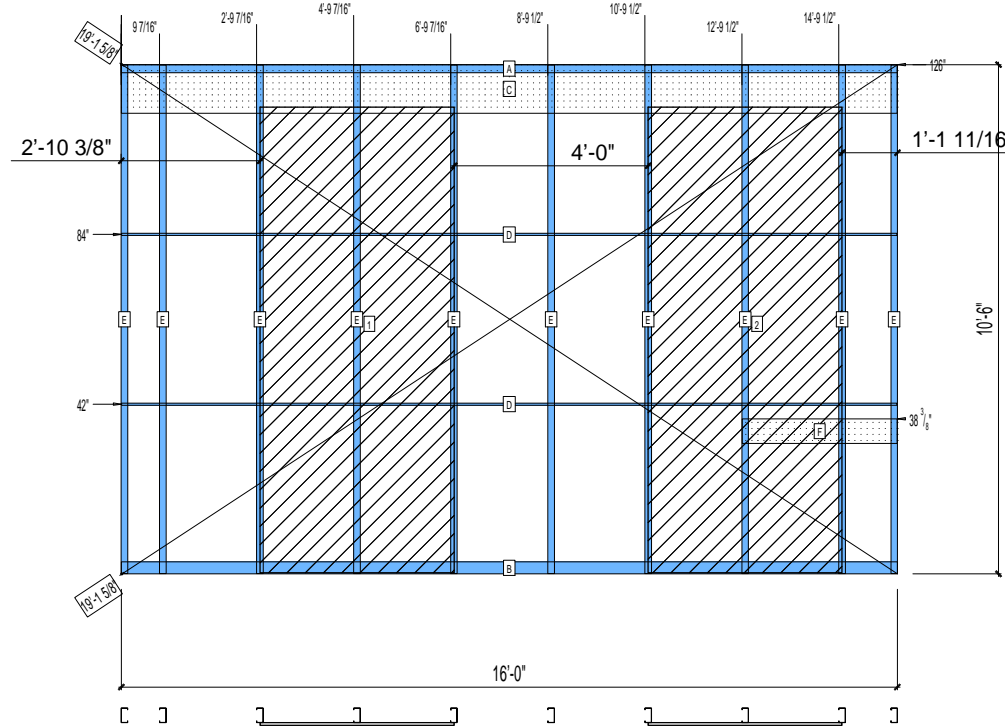 4'-9 7/16"
9 7/16" 2'-9 7/16" 6'-9 7/16" 8'-9 1/2" 10'-9 1/2" 12'-9 1/2" 14'-9 1/2"
19'-1 5/8"
A
126"
C
2'-10 3/8" 4'-0" 1'-1 11/16
84" D
E E E E 1 E E E E 2 E E
10'-6"
42" D
38 3/8"
F
B
19'-1 5/8"
16'-0"